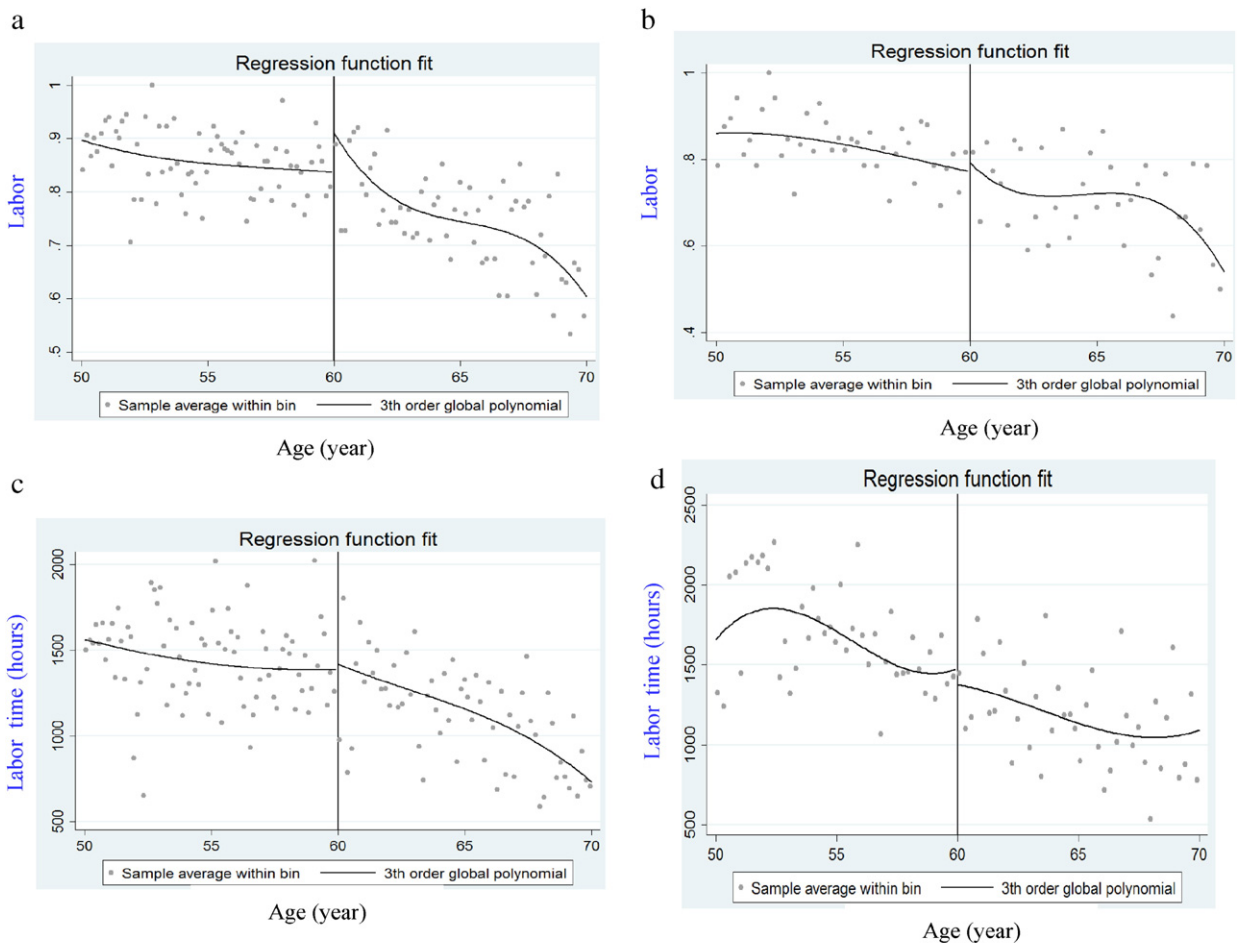 a
Regression function fit
Labor
1
.9
.8
.7
.6
.5
50 55 60 65 70
Sample average within bin 3th order global polynomial
Age (year)
b
Regression function fit
Labor
1
.8
.6
.4
50 55 60 65 70
Sample average within bin 3th order global polynomial
Age (year)
c
Regression function fit
Labor time (hours)
2000
1500
1000
500
50 55 60 65 70
Sample average within bin 3th order global polynomial
Age (year)
d
Regression function fit
Labor time (hours)
2500
2000
1500
1000
500
50 55 60 65 70
Sample average within bin 3th order global polynomial
Age (year)